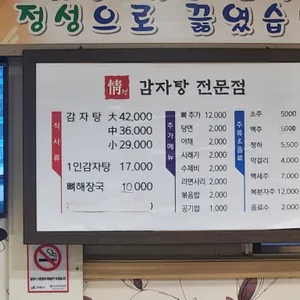 정성으로 끓였습
情 감자탕 전문점
식사류
감자탕 大 42,000
中 36,000
小 29,000
1인감자탕 17,000
뼈해장국 10,000
추가메뉴
뼈추가 12,000
당면 2,000
야채 2,000
시래기 2,000
수제비 2,000
라면사리 2,000
볶음밥 2,000
공기밥 1,000
주류&음료
소주 5000
맥주 5000
청하 5,500
막걸리 4,000
백세주 7,000
복분자주 12,000
음료수 2,000